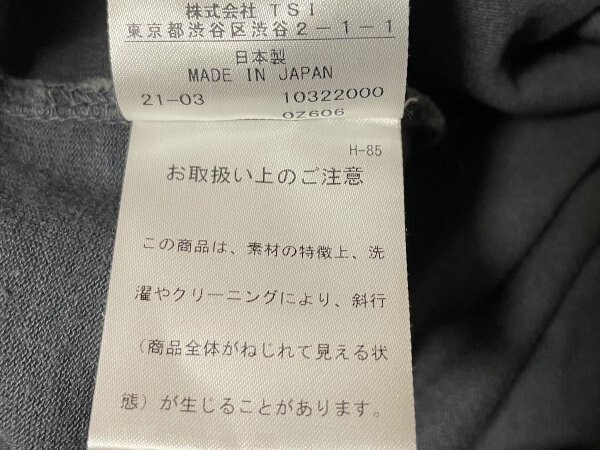 株式会社 TSI
東京都渋谷区渋谷2-1-1
日本製
MADE IN JAPAN
21-03 10322000
0Z606
H-85
お取扱い上のご注意
この商品は、素材の特徴上、洗
濯やクリーニングにより、斜行
(商品全体がねじれて見える状
態)が生じることがあります。